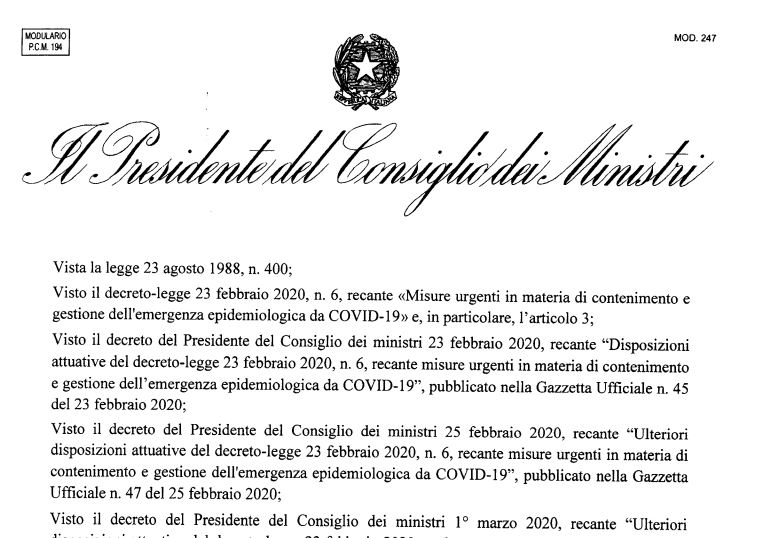 MODULARIO
P.C.M. 194
MOD. 247
REPVBBLICA ITALIANA
Il Presidente del Consiglio dei Ministri
Vista la legge 23 agosto 1988, n. 400;
Visto il decreto-legge 23 febbraio 2020, n. 6, recante «Misure urgenti in materia di contenimento e
gestione dell'emergenza epidemiologica da COVID-19» e, in particolare, l’articolo 3;
Visto il decreto del Presidente del Consiglio dei ministri 23 febbraio 2020, recante “Disposizioni
attuative del decreto-legge 23 febbraio 2020, n. 6, recante misure urgenti in materia di contenimento
e gestione dell’emergenza epidemiologica da COVID-19”, pubblicato nella Gazzetta Ufficiale n. 45
del 23 febbraio 2020;
Visto il decreto del Presidente del Consiglio dei ministri 25 febbraio 2020, recante “Ulteriori
disposizioni attuative del decreto-legge 23 febbraio 2020, n. 6, recante misure urgenti in materia di
contenimento e gestione dell'emergenza epidemiologica da COVID-19”, pubblicato nella Gazzetta
Ufficiale n. 47 del 25 febbraio 2020;
Visto il decreto del Presidente del Consiglio dei ministri 1° marzo 2020, recante “Ulteriori